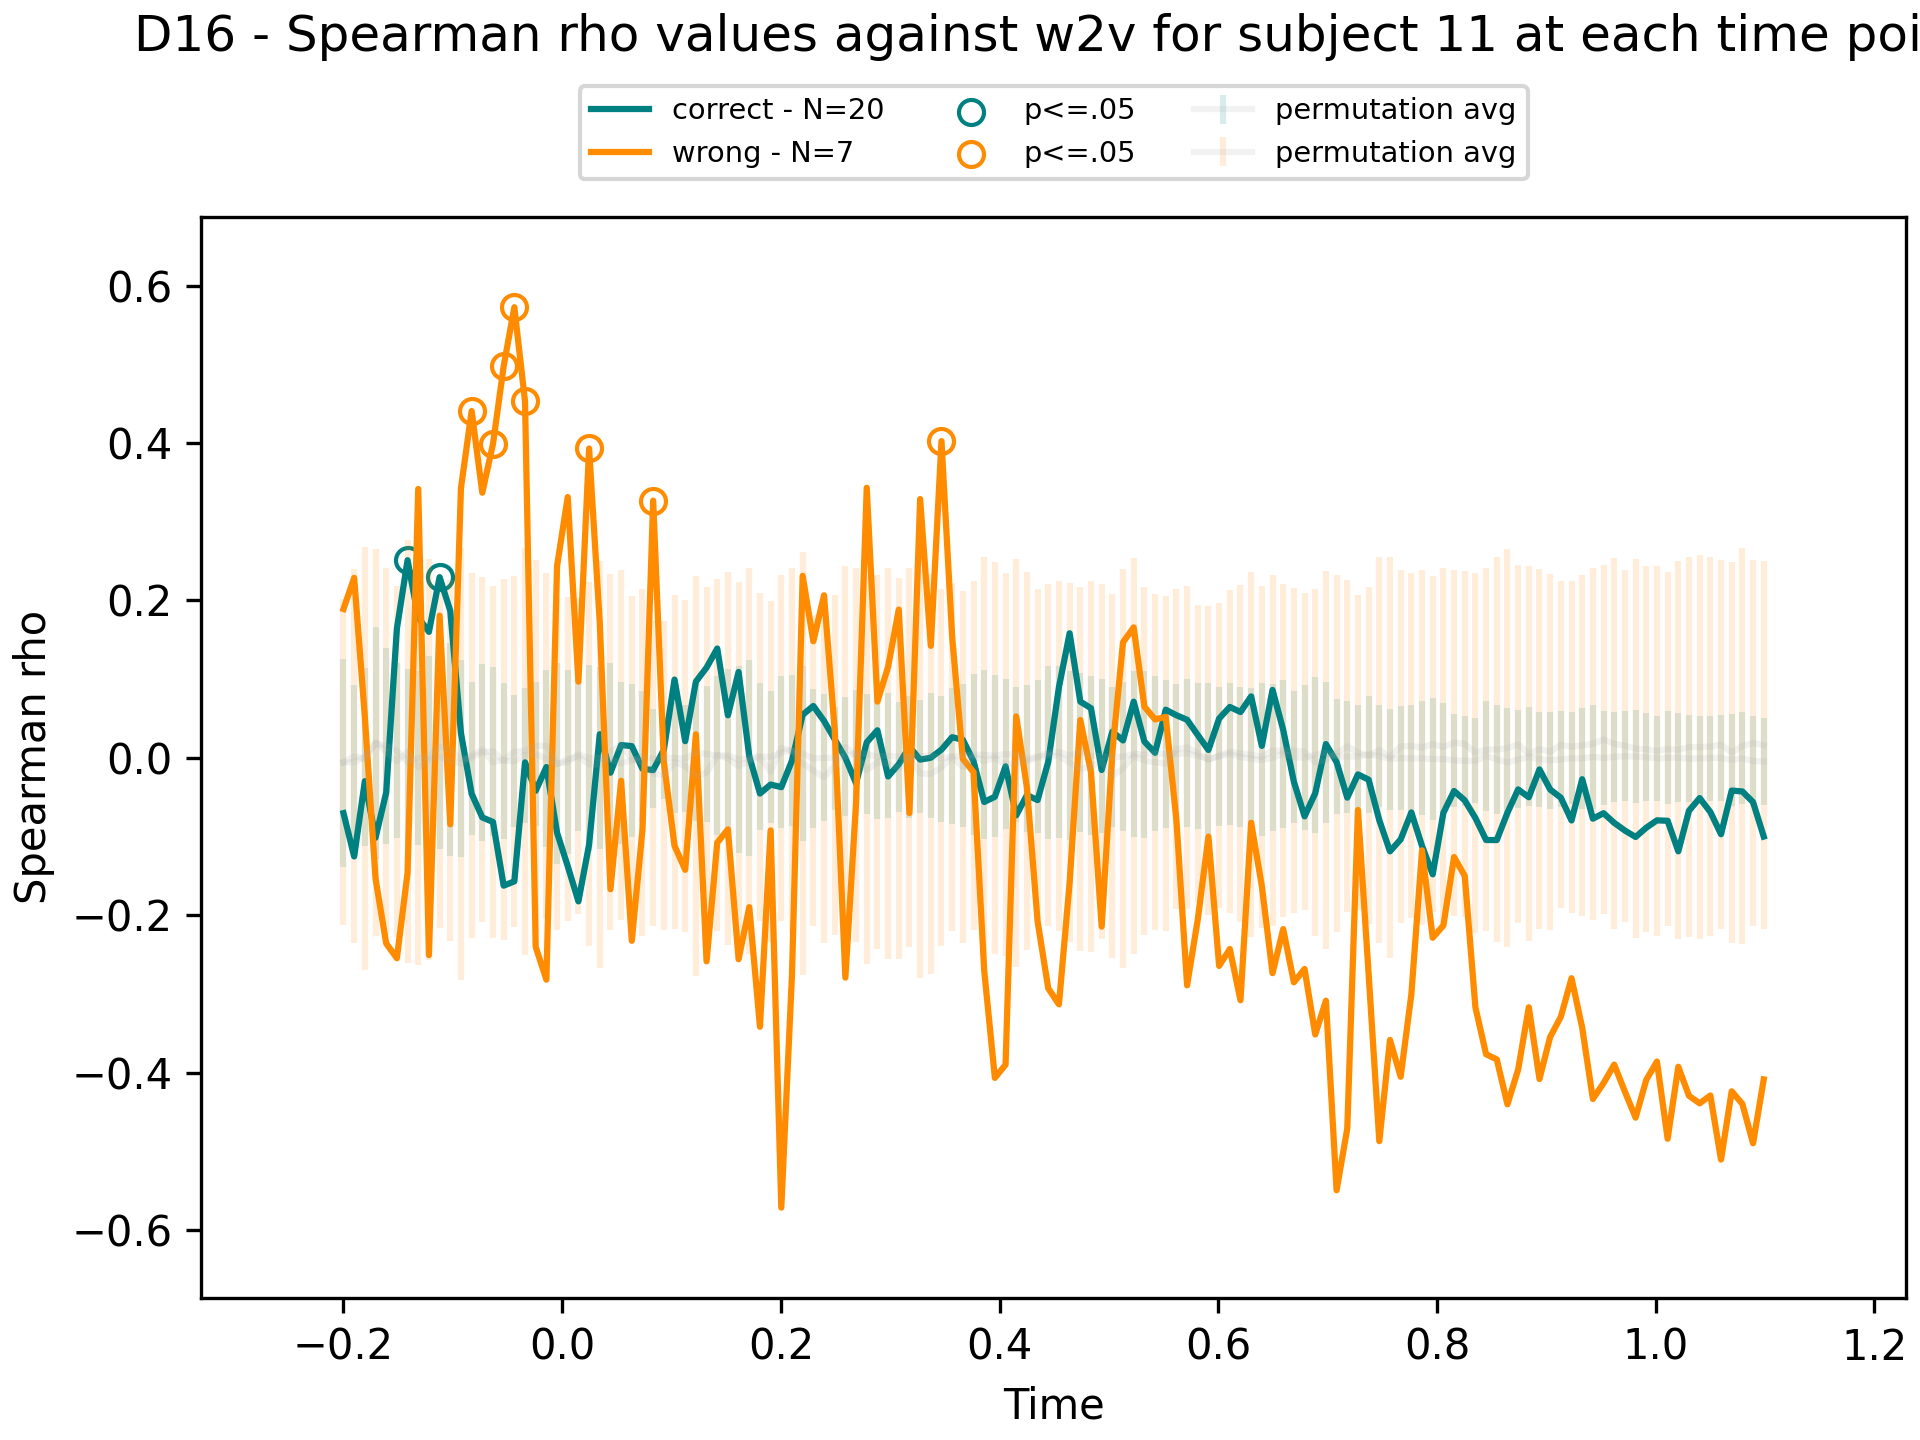 D16 - Spearman rho values against w2v for subject 11 at each time poi
correct - N=20
wrong - N=7
p<=.05
p<=.05
permutation avg
permutation avg
Spearman rho
0.6
0.4
0.2
0.0
−0.2
−0.4
−0.6
−0.2 0.0 0.2 0.4 0.6 0.8 1.0 1.2
Time